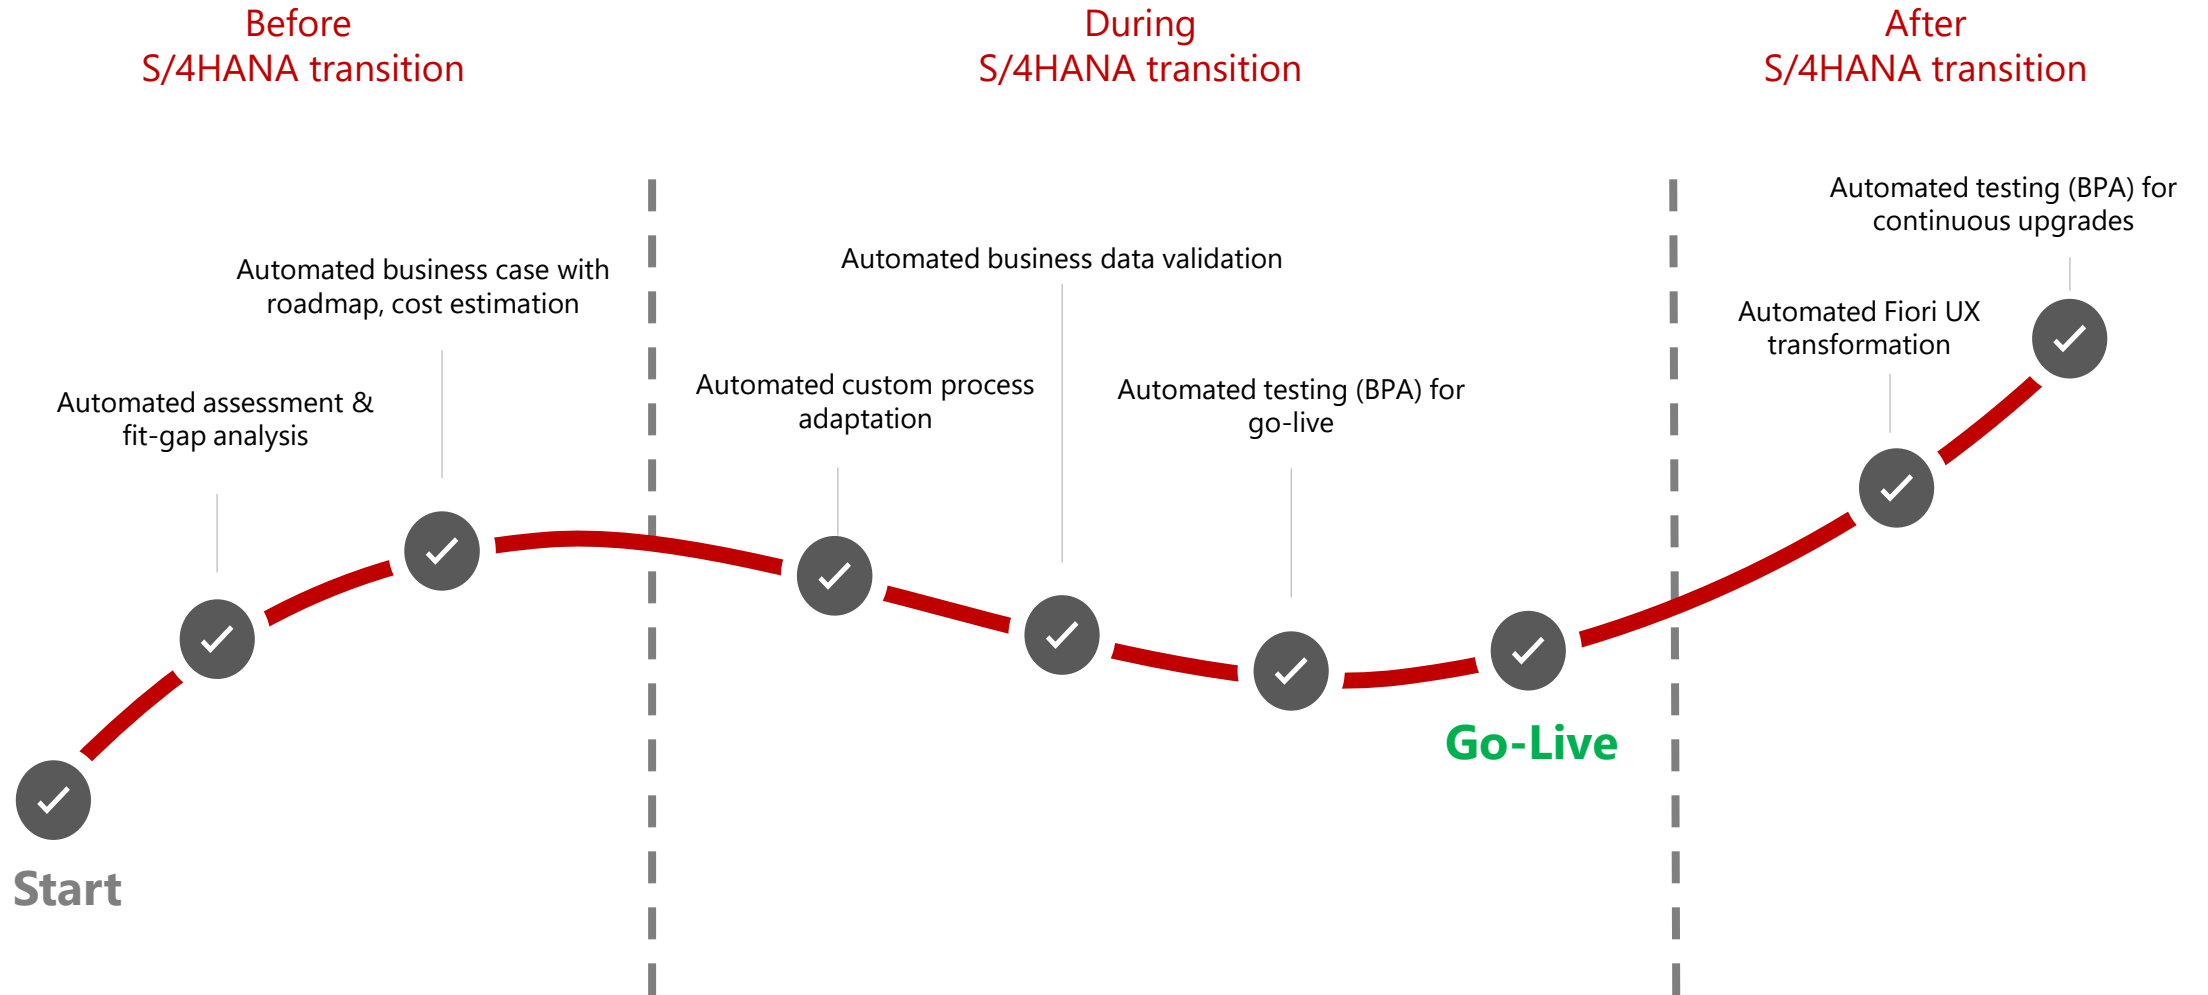 Before
S/4HANA transition
During
S/4HANA transition
After
S/4HANA transition
Automated assessment &
fit-gap analysis
Automated business case with
roadmap, cost estimation
Automated custom process
adaptation
Automated business data validation
Automated testing (BPA) for
go-live
Automated Fiori UX
transformation
Automated testing (BPA) for
continuous upgrades
Start
Go-Live